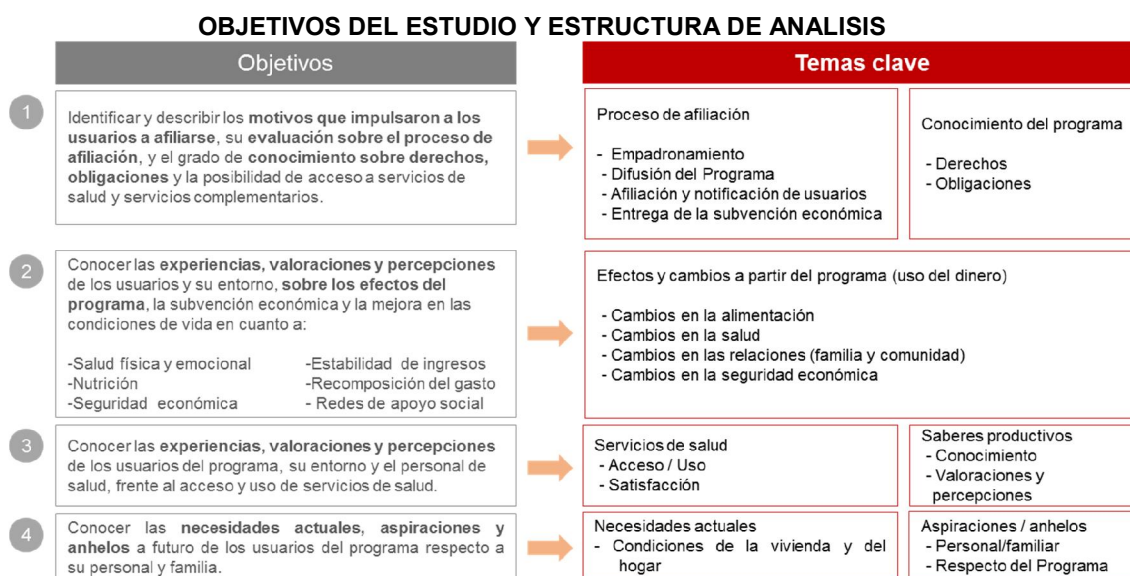 OBJETIVOS DEL ESTUDIO Y ESTRUCTURA DE ANALISIS
Objetivos
Temas clave
1
Identificar y describir los motivos que impulsaron a los
usuarios a afiliarse, su evaluación sobre el proceso de
afiliación, y el grado de conocimiento sobre derechos,
obligaciones y la posibilidad de acceso a servicios de
salud y servicios complementarios.
Proceso de afiliación
- Empadronamiento
- Difusión del Programa
- Afiliación y notificación de usuarios
- Entrega de la subvención económica
Conocimiento del programa
- Derechos
- Obligaciones
2
Conocer las experiencias, valoraciones y percepciones
de los usuarios y su entorno, sobre los efectos del
programa, la subvención económica y la mejora en las
condiciones de vida en cuanto a:
-Salud física y emocional
-Nutrición
-Seguridad económica
-Estabilidad de ingresos
-Recomposición del gasto
- Redes de apoyo social
Efectos y cambios a partir del programa (uso del dinero)
- Cambios en la alimentación
- Cambios en la salud
- Cambios en las relaciones (familia y comunidad)
- Cambios en la seguridad económica
3
Conocer las experiencias, valoraciones y percepciones
de los usuarios del programa, su entorno y el personal de
salud, frente al acceso y uso de servicios de salud.
Servicios de salud
- Acceso / Uso
- Satisfacción
Saberes productivos
- Conocimiento
- Valoraciones y
percepciones
4
Conocer las necesidades actuales, aspiraciones y
anhelos a futuro de los usuarios del programa respecto a
su personal y familia.
Necesidades actuales
- Condiciones de la vivienda y del
hogar
Aspiraciones / anhelos
- Personal/familiar
- Respecto del Programa